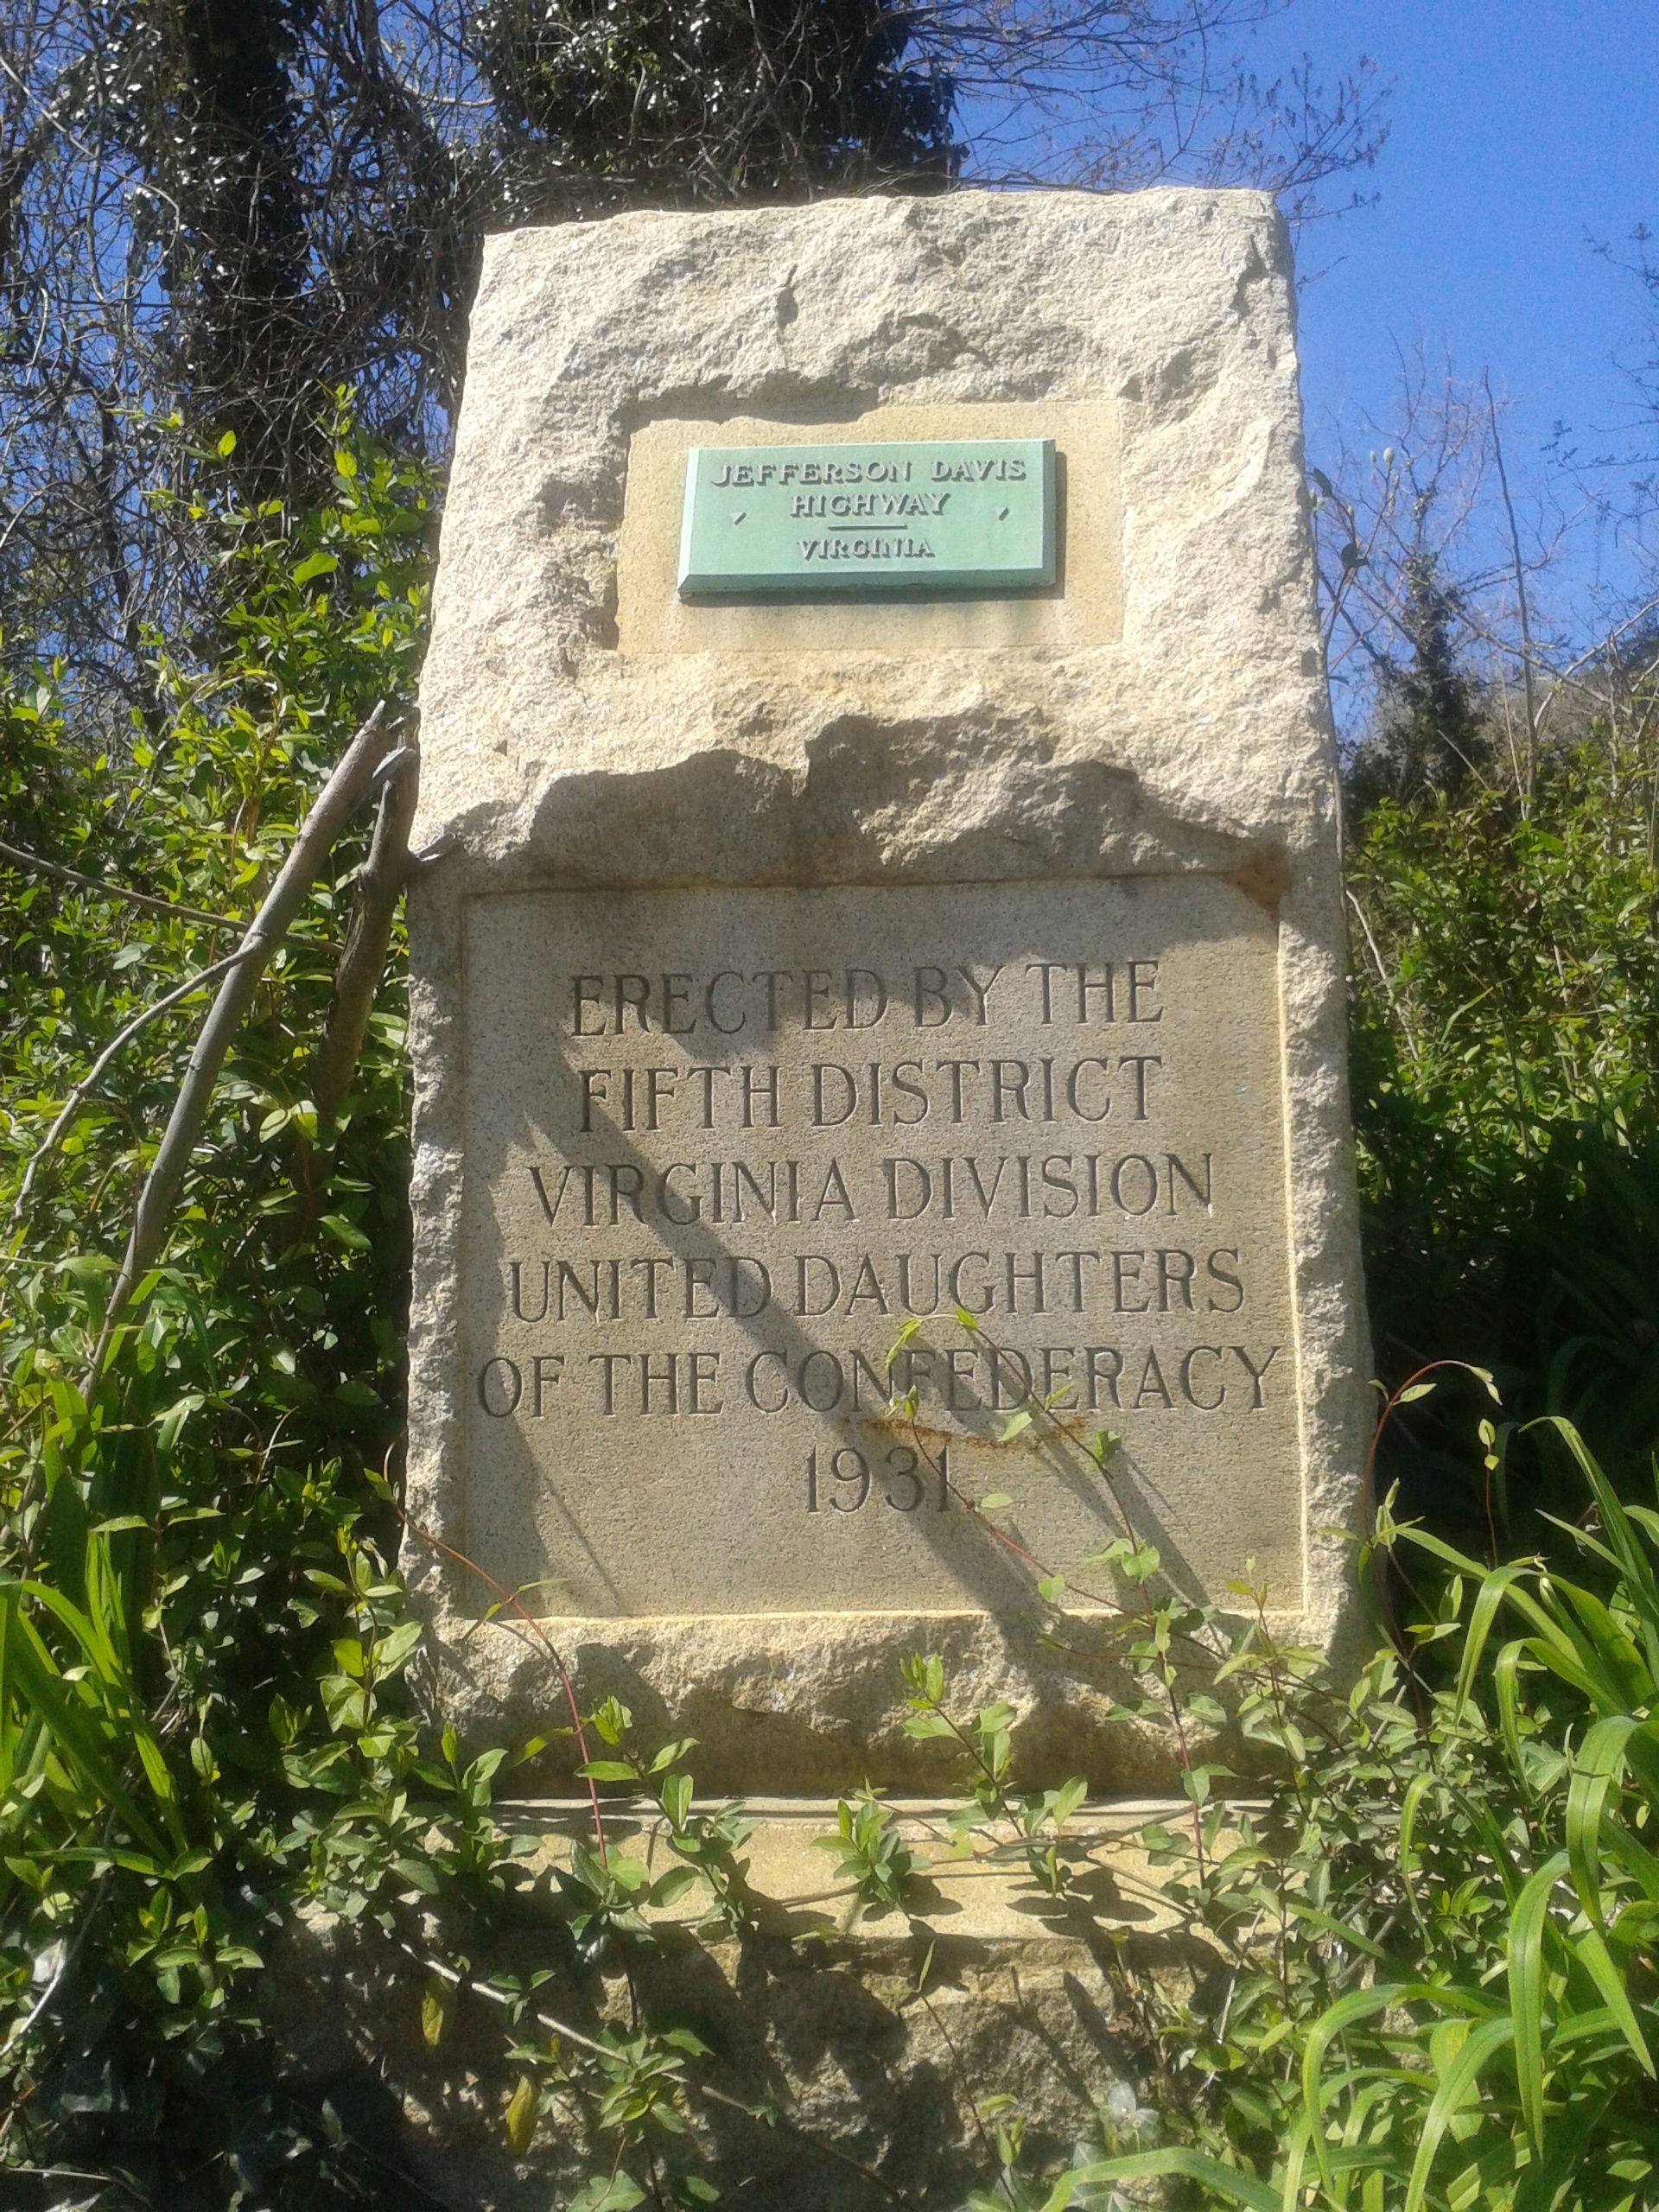 JEFFERSON DAVIS
HIGHWAY
VIRGINIA
ERECTED BY THE
FIFTH DISTRICT
VIRGINIA DIVISION
UNITED DAUGHTERS
OF THE CONFEDERACY
1931